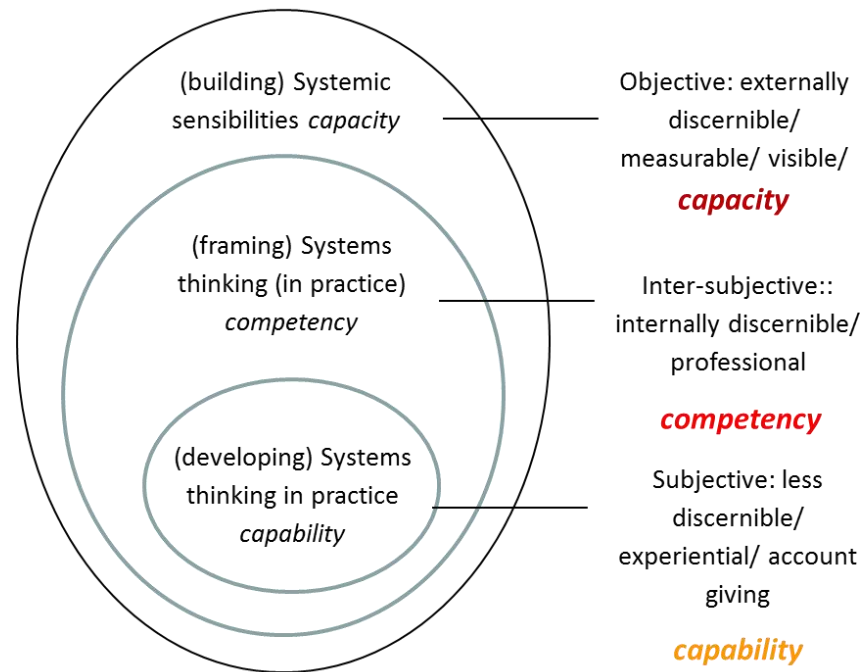 (building) Systemic
sensibilities capacity
Objective: externally
discernible/
measurable/ visible/
capacity
(framing) Systems
thinking (in practice)
competency
Inter-subjective::
internally discernible/
professional
competency
(developing) Systems
thinking in practice
capability
Subjective: less
discernible/
experiential/ account
giving
capability